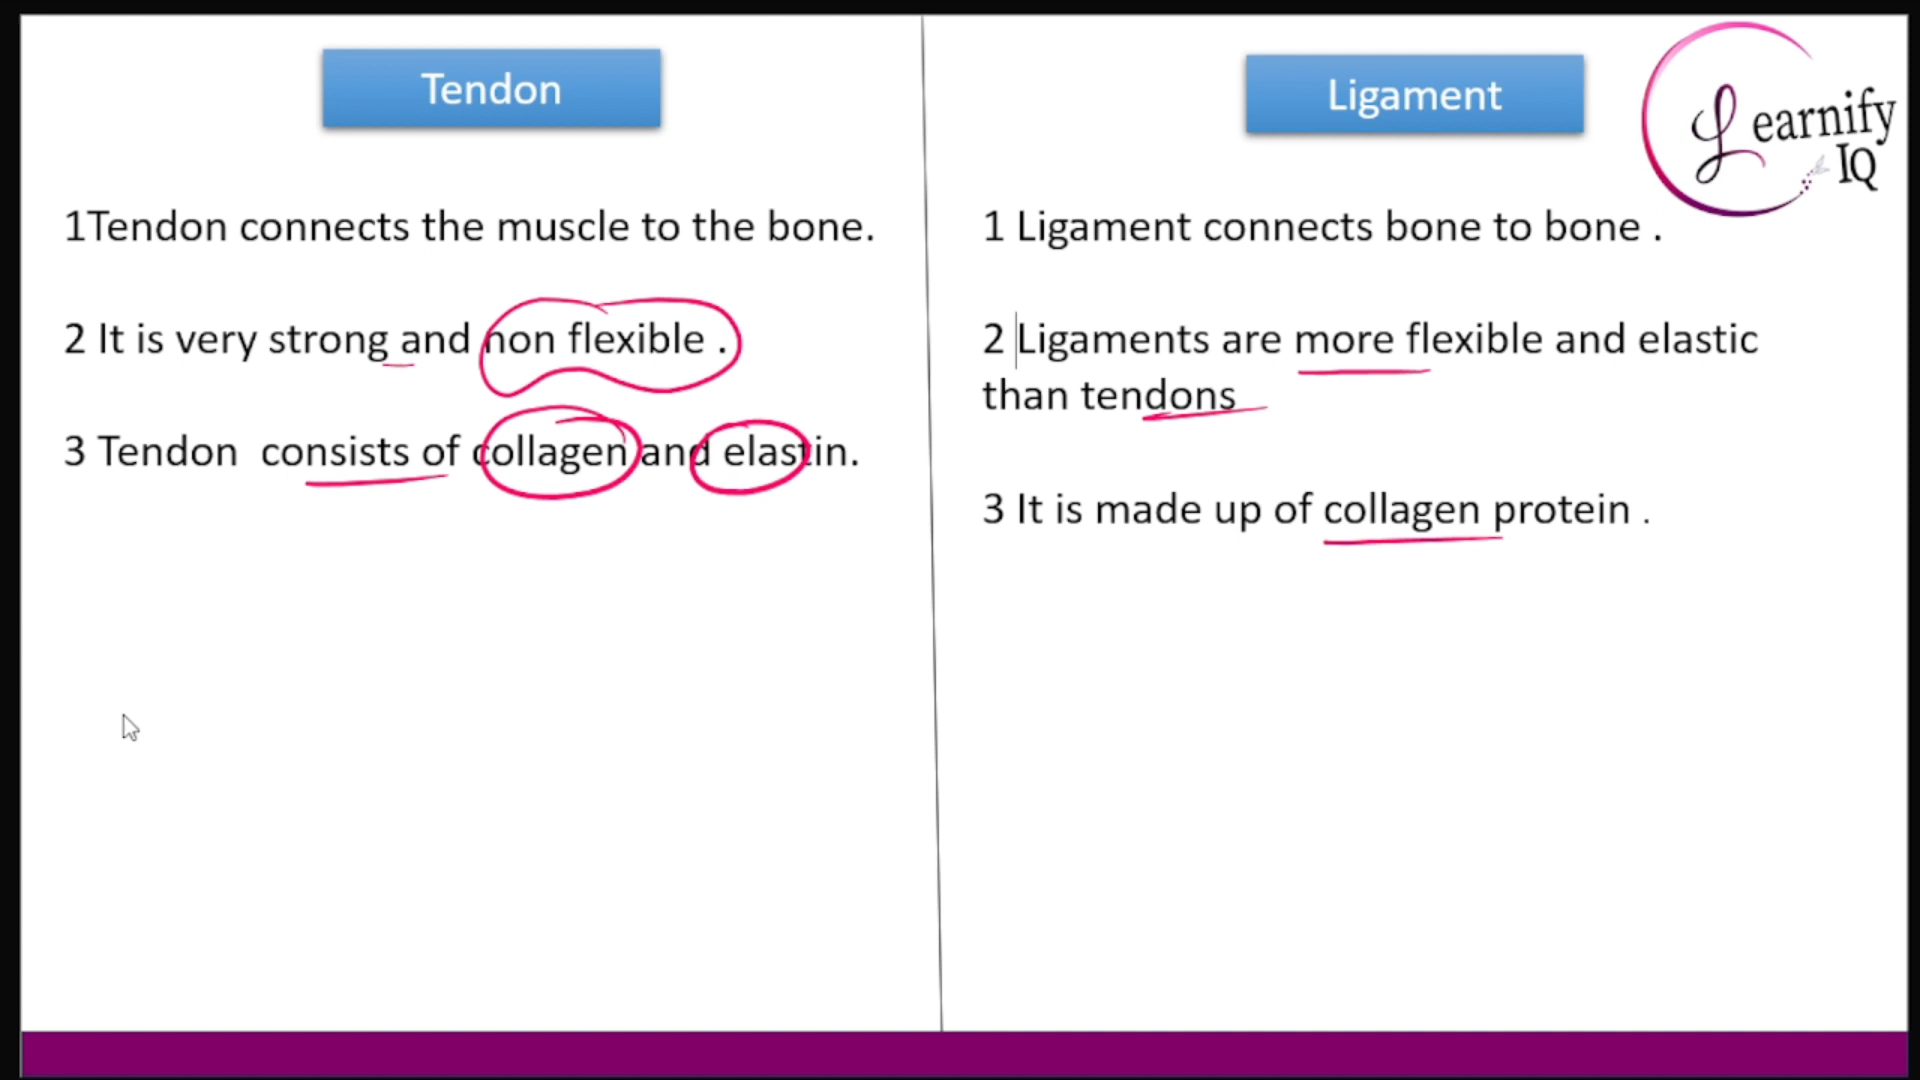 Tendon
1Tendon connects the muscle to the bone.
2 It is very strong and non flexible .
3 Tendon  consists of collagen and elastin.
Ligament
1 Ligament connects bone to bone .
2 Ligaments are more flexible and elastic
than tendons
3 It is made up of collagen protein .
Learnify
IQ